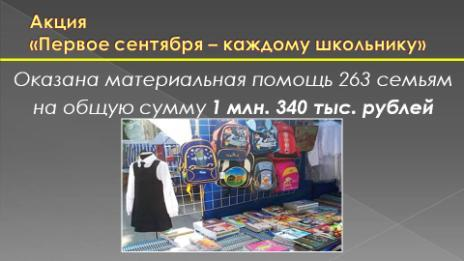 Акция
«Первое сентября – каждому школьнику»
Оказана материальная помощь 263 семьям
на общую сумму 1 млн. 340 тыс. рублей